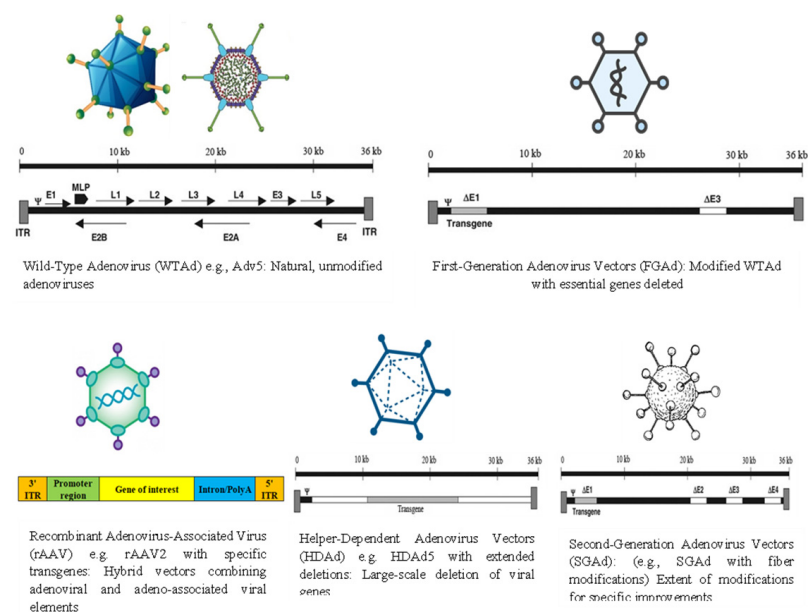 0 10 kb 20 kb 30 kb 36 kb
0 10 kb 20 kb 30 kb 36 kb
MLP
Ψ E1 L1 L2 L3 L4 E3 L5
ITR E2B E2A E4 ITR
Ψ ΔE1 ΔE3
Transgene
Wild-Type Adenovirus (WTAd) e.g., Adv5: Natural, unmodified
adenoviruses
First-Generation Adenovirus Vectors (FGAd): Modified WTAd
with essential genes deleted
3' ITR
Promoter region
Gene of interest
Intron/PolyA
5' ITR
Recombinant Adenovirus-Associated Virus
(rAAV) e.g. rAAV2 with specific
transgenes: Hybrid vectors combining
adenoviral and adeno-associated viral
elements
0 10 kb 20 kb 30 kb 36 kb
Ψ
Transgene
Helper-Dependent Adenovirus Vectors
(HDAd) e.g. HDAd5 with extended
deletions: Large-scale deletion of viral
genes
0 10 kb 20 kb 30 kb 36 kb
Ψ ΔE1 ΔE2 ΔE3 ΔE4
Transgene
Second-Generation Adenovirus Vectors
(SGAd): (e.g., SGAd with fiber
modifications) Extent of modifications
for specific improvements